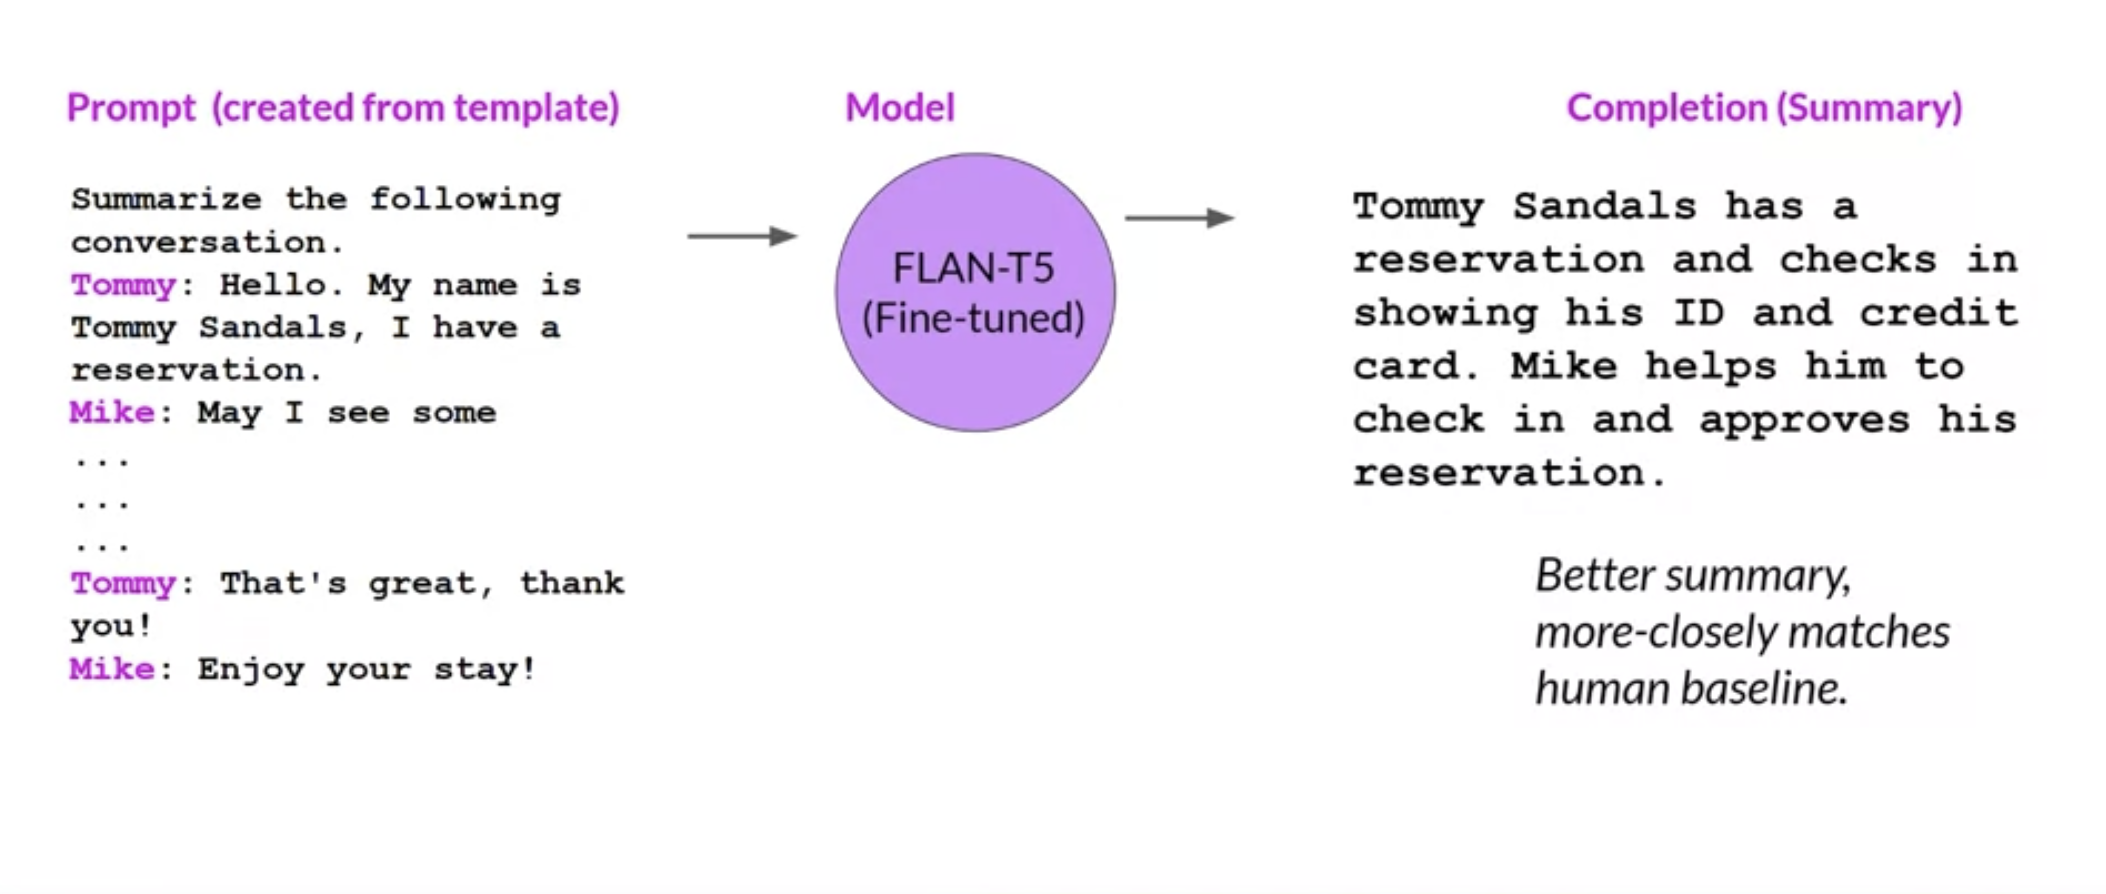 Prompt (created from template)
Summarize the following
conversation.
Tommy: Hello. My name is
Tommy Sandals, I have a
reservation.
Mike: May I see some
...
...
...
Tommy: That's great, thank
you!
Mike: Enjoy your stay!
Model
FLAN-T5
(Fine-tuned)
Completion (Summary)
Tommy Sandals has a
reservation and checks in
showing his ID and credit
card. Mike helps him to
check in and approves his
reservation.
Better summary,
more-closely matches
human baseline.